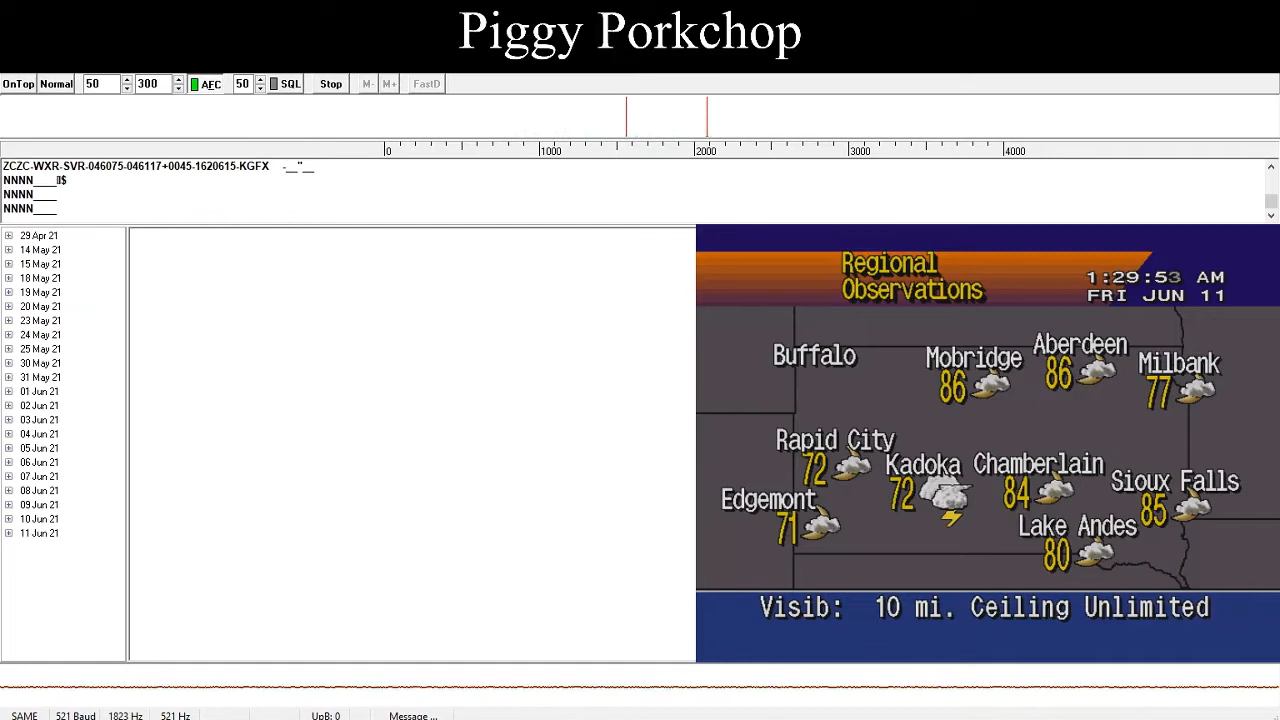 Piggy Porkchop
OnTop Normal 50 300 AFC 50 SQL Stop M- M+ FastD
0 1000 2000 3000 4000
ZCZC-WXR-SVR-046075-046117+0045-1620615-KGFX -__"__
NNNN____$
NNNN____
NNNN____
29 Apr 21
14 May 21
15 May 21
18 May 21
19 May 21
20 May 21
23 May 21
24 May 21
25 May 21
30 May 21
31 May 21
01 Jun 21
02 Jun 21
03 Jun 21
04 Jun 21
05 Jun 21
06 Jun 21
07 Jun 21
08 Jun 21
09 Jun 21
10 Jun 21
11 Jun 21
Regional
Observations
1:29:53 AM
FRI JUN 11
Buffalo
Mobridge
86
Aberdeen
86
Milbank
77
Rapid City
72
Kadoka
72
Chamberlain
84
Sioux Falls
85
Edgemont
71
Lake Andes
80
Visib: 10 mi. Ceiling Unlimited
SAME 521 Baud 1823 Hz 521 Hz UpB: 0 Message ...